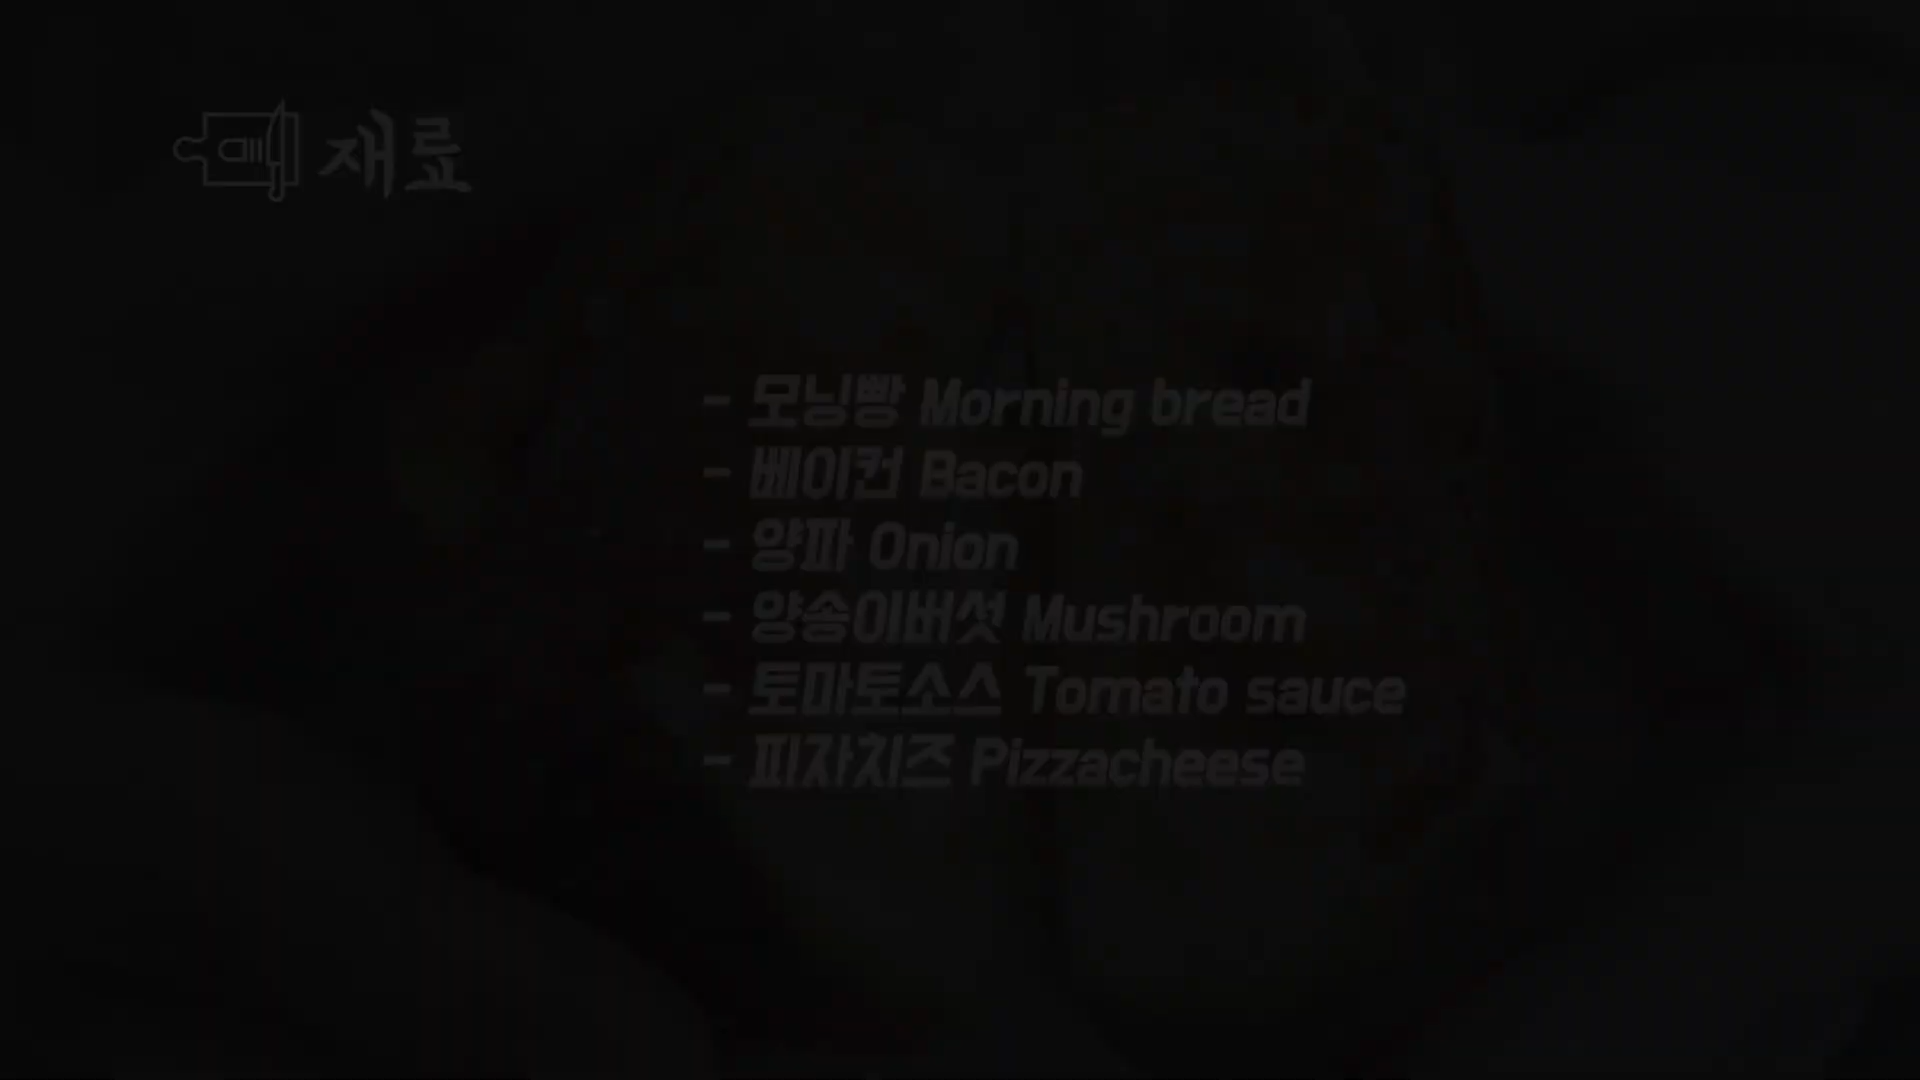 재료
- 모닝빵 Morning bread
- 베이컨 Bacon
- 양파 Onion
- 양송이버섯 Mushroom
- 토마토소스 Tomato sauce
- 피자치즈 Pizzacheese